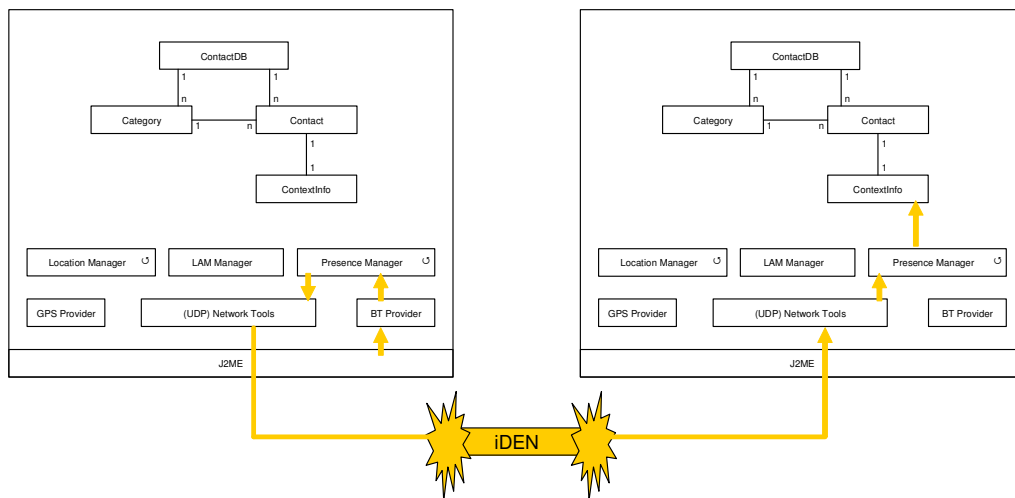 ContactDB
1 1
n n
Category 1 n Contact
1
1
ContextInfo
Location Manager ↺ LAM Manager Presence Manager ↺
GPS Provider (UDP) Network Tools BT Provider
J2ME
ContactDB
1 1
n n
Category 1 n Contact
1
1
ContextInfo
Location Manager ↺ LAM Manager Presence Manager ↺
GPS Provider (UDP) Network Tools BT Provider
J2ME
iDEN